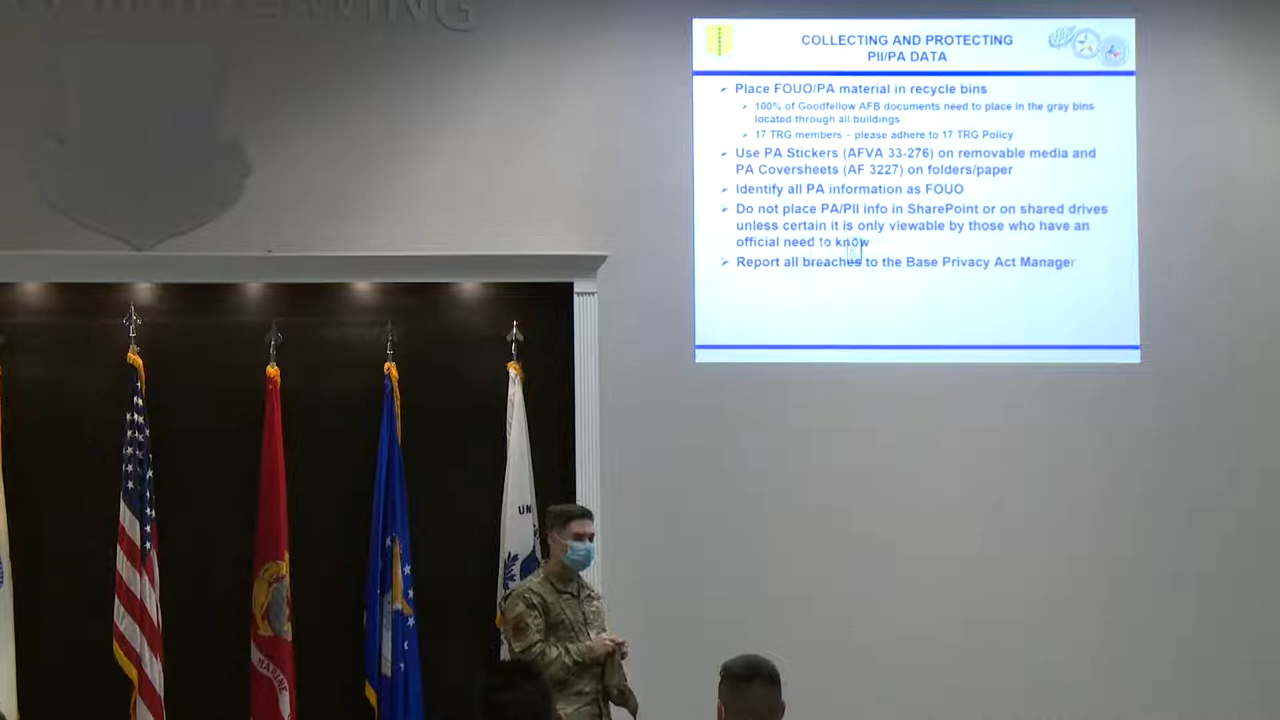 WING
COLLECTING AND PROTECTING
PII/PA DATA
Place FOUO/PA material in recycle bins
100% of Goodfellow AFB documents need to place in the gray bins
located through all buildings
17 TRG members – please adhere to 17 TRG Policy
Use PA Stickers (AFVA 33-276) on removable media and
PA Coversheets (AF 3227) on folders/paper
Identify all PA information as FOUO
Do not place PA/PII info in SharePoint or on shared drives
unless certain it is only viewable by those who have an
official need to know
Report all breaches to the Base Privacy Act Manager
UN
MARINE